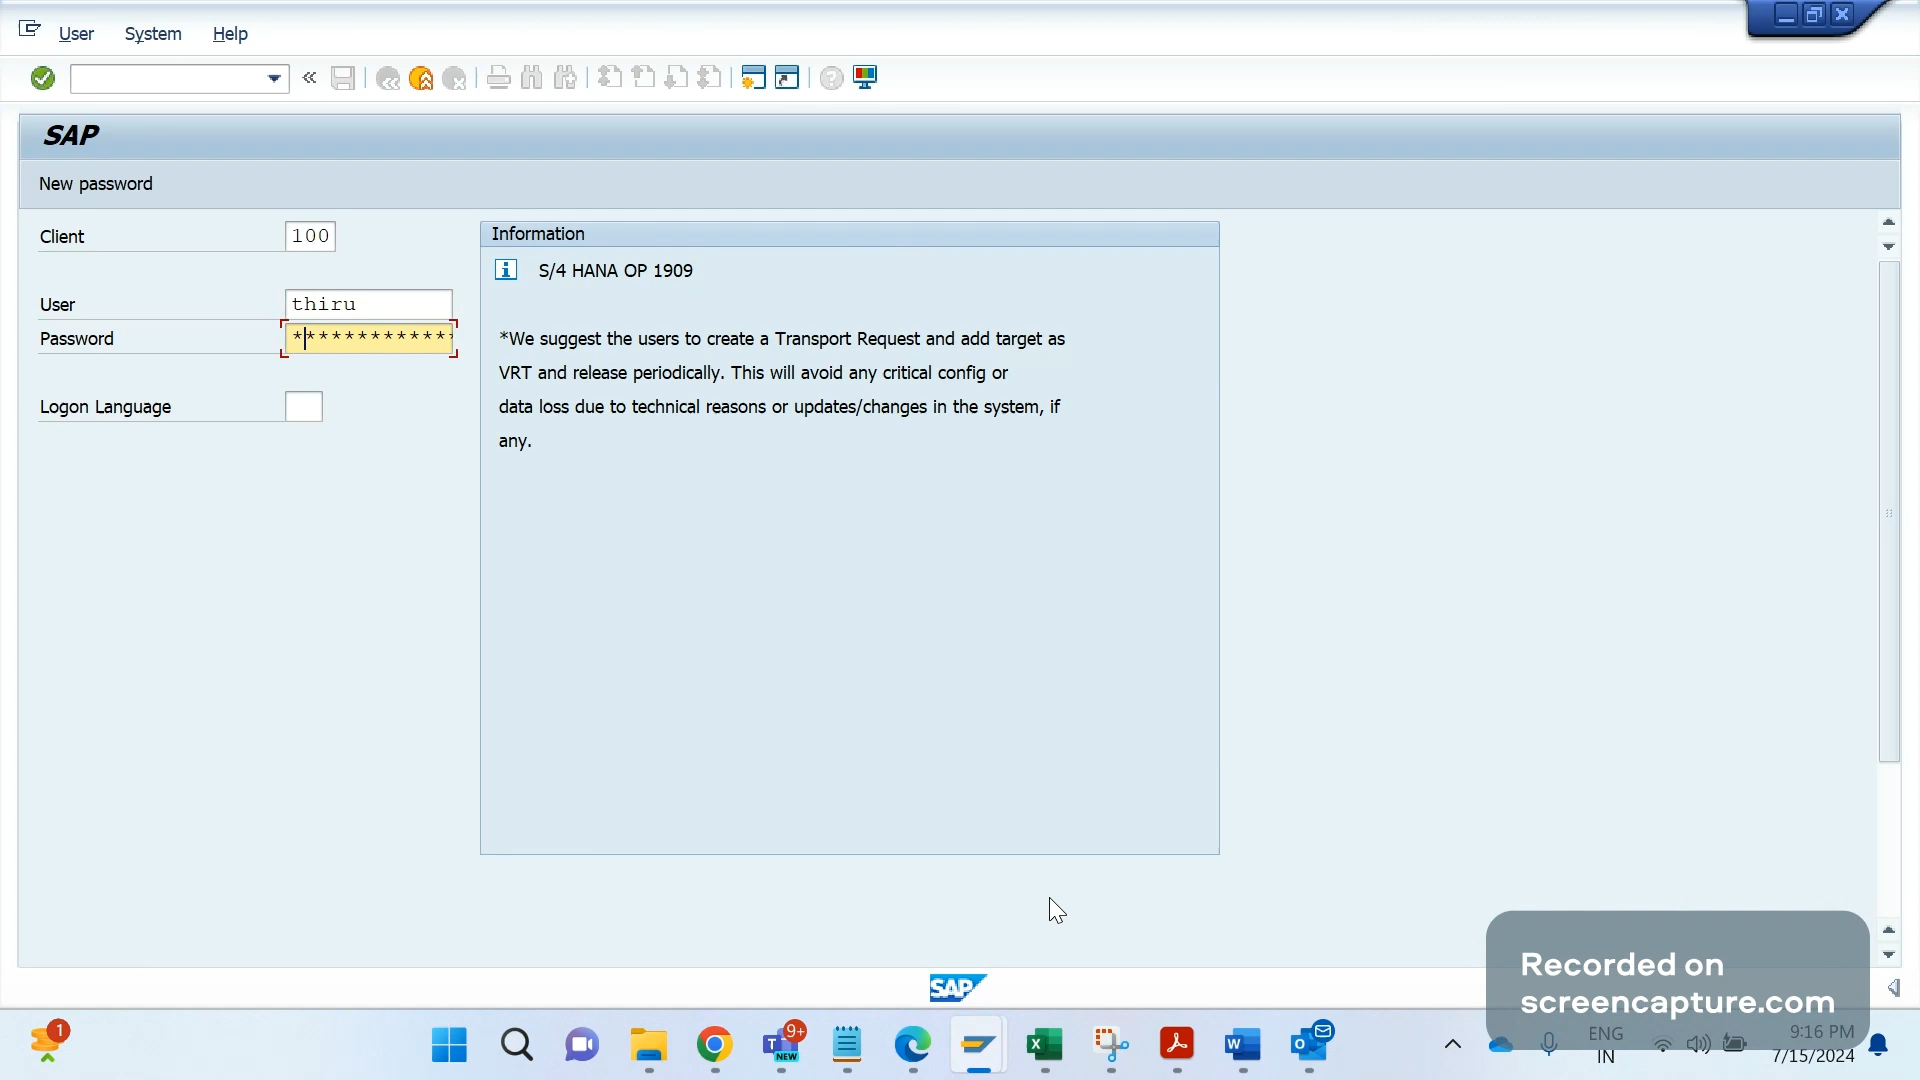 User System Help
SAP
New password
Client 100
User thiru
Password *************
Logon Language
Information
i S/4 HANA OP 1909
*We suggest the users to create a Transport Request and add target as
VRT and release periodically. This will avoid any critical config or
data loss due to technical reasons or updates/changes in the system, if
any.
SAP
Recorded on
screencapture.com
1
9+
NEW
ENG
IN
9:16 PM
7/15/2024